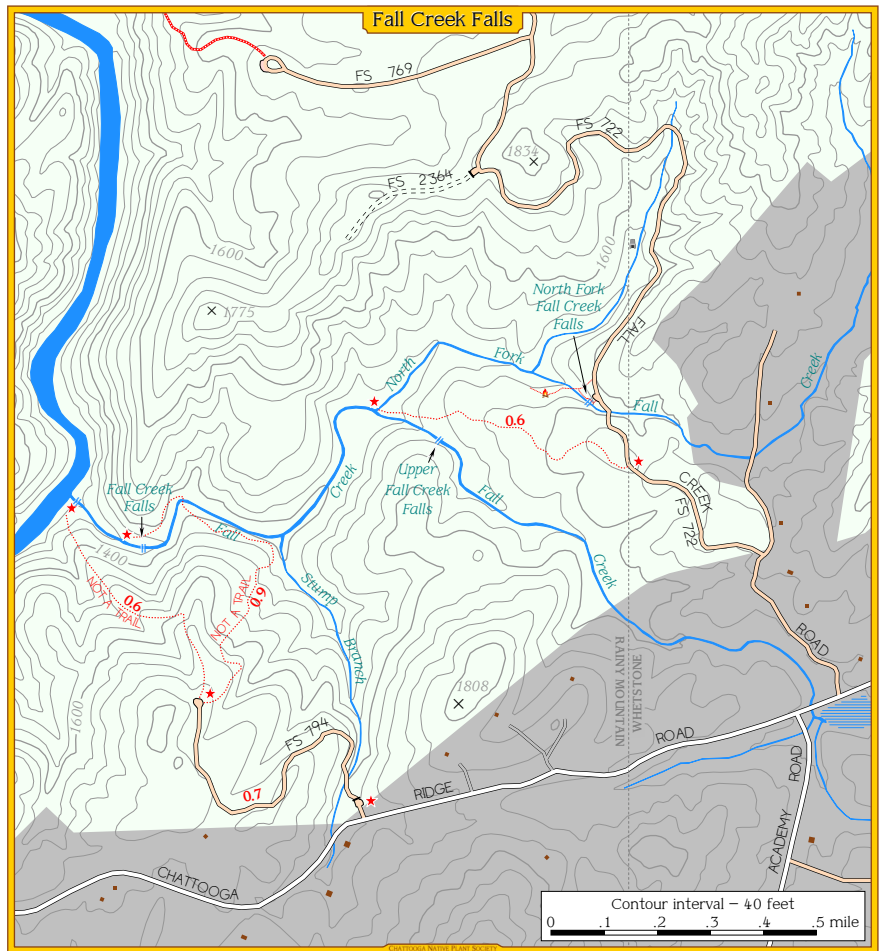 Fall Creek Falls
FS 769
FS 722
1834
FS 2364
1600
1600
North Fork
Fall Creek
Falls
1775
FALL
North
Fork
Creek
Fall
0.6
Creek
Upper
Fall Creek
Falls
Fall
CREEK
FS 722
Fall Creek
Falls
Fall
1400
NOT A TRAIL
0.6
NOT A TRAIL
0.9
Stump
Branch
Creek
ROAD
RAINY MOUNTAIN
WHETSTONE
1808
1600
FS 794
0.7
ROAD
RIDGE
ROAD
ACADEMY
CHATTOOGA
Contour interval – 40 feet
0 .1 .2 .3 .4 .5 mile
CHATTOOGA NATIVE PLANT SOCIETY